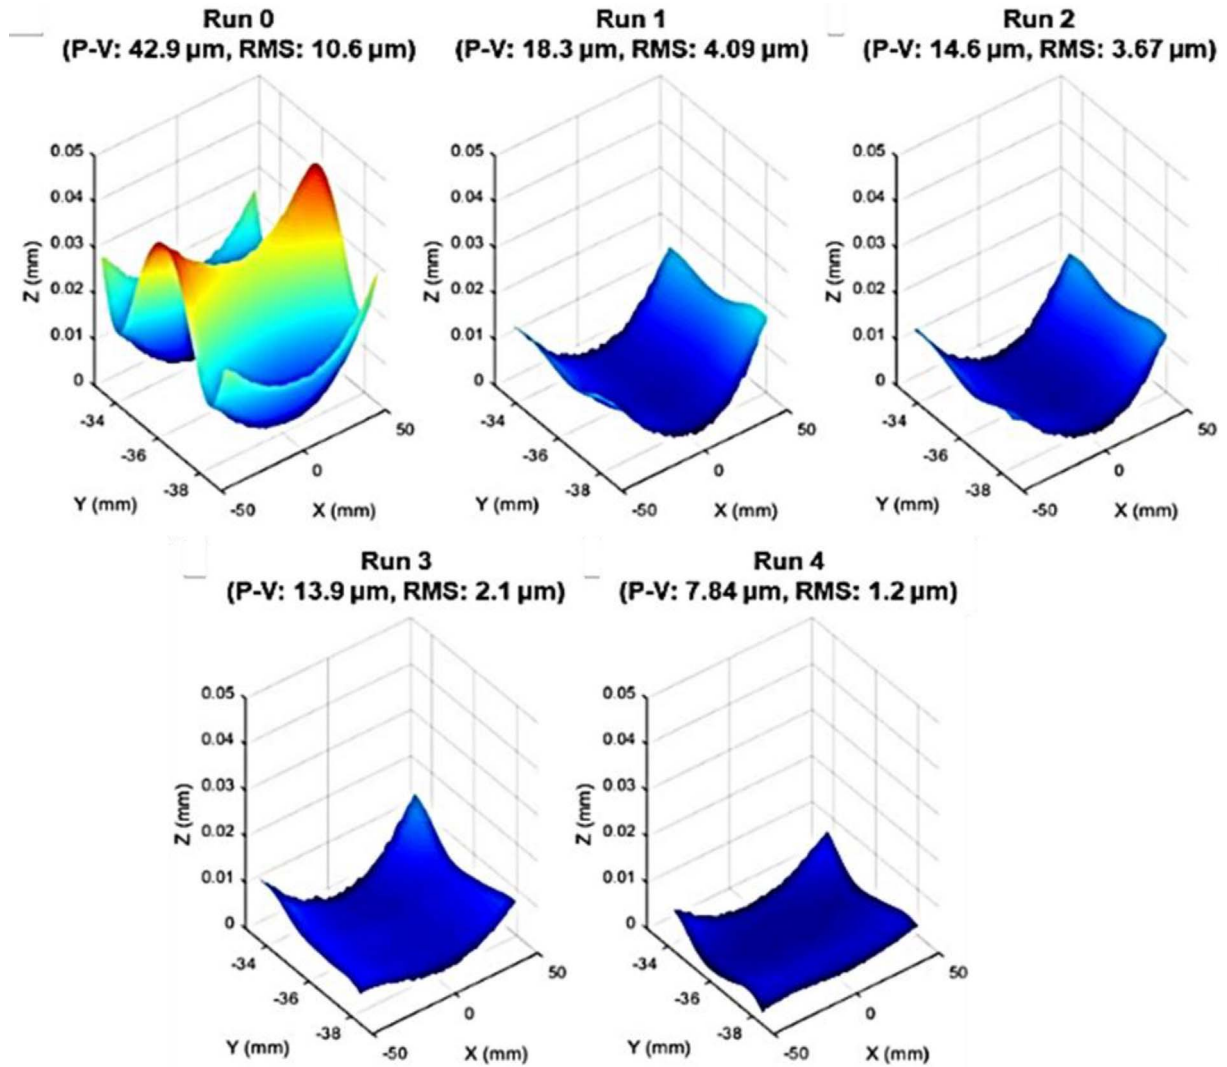 Run 0
(P-V: 42.9 µm, RMS: 10.6 µm)
0.05
0.04
0.03
0.02
0.01
0
Z (mm)
-34
-36
-38
Y (mm)
-50
0
50
X (mm)
Run 1
(P-V: 18.3 µm, RMS: 4.09 µm)
0.05
0.04
0.03
0.02
0.01
0
Z (mm)
-34
-36
-38
Y (mm)
-50
0
50
X (mm)
Run 2
(P-V: 14.6 µm, RMS: 3.67 µm)
0.05
0.04
0.03
0.02
0.01
0
Z (mm)
-34
-36
-38
Y (mm)
-50
0
50
X (mm)
Run 3
(P-V: 13.9 µm, RMS: 2.1 µm)
0.05
0.04
0.03
0.02
0.01
0
Z (mm)
-34
-36
-38
Y (mm)
-50
0
50
X (mm)
Run 4
(P-V: 7.84 µm, RMS: 1.2 µm)
0.05
0.04
0.03
0.02
0.01
0
Z (mm)
-34
-36
-38
Y (mm)
-50
0
50
X (mm)